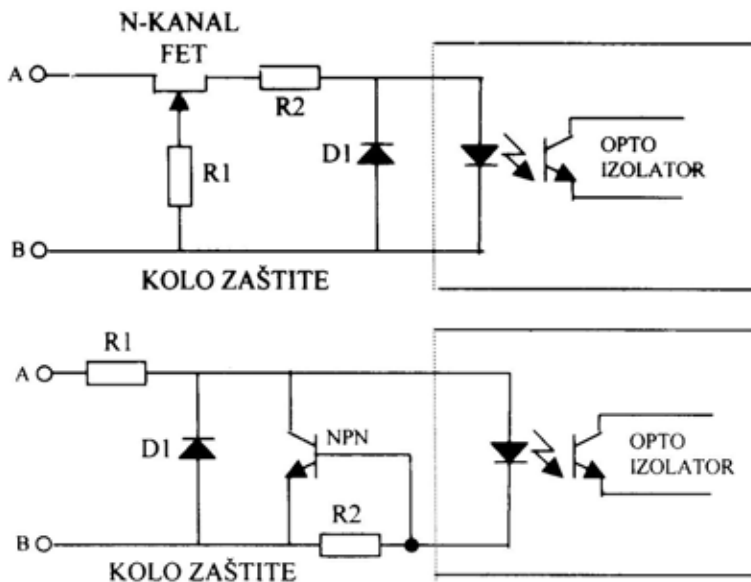 N-KANAL
FET
A
R2
D1
R1
OPTO
IZOLATOR
B
KOLO ZAŠTITE
R1
A
NPN
D1
OPTO
IZOLATOR
R2
B
KOLO ZAŠTITE